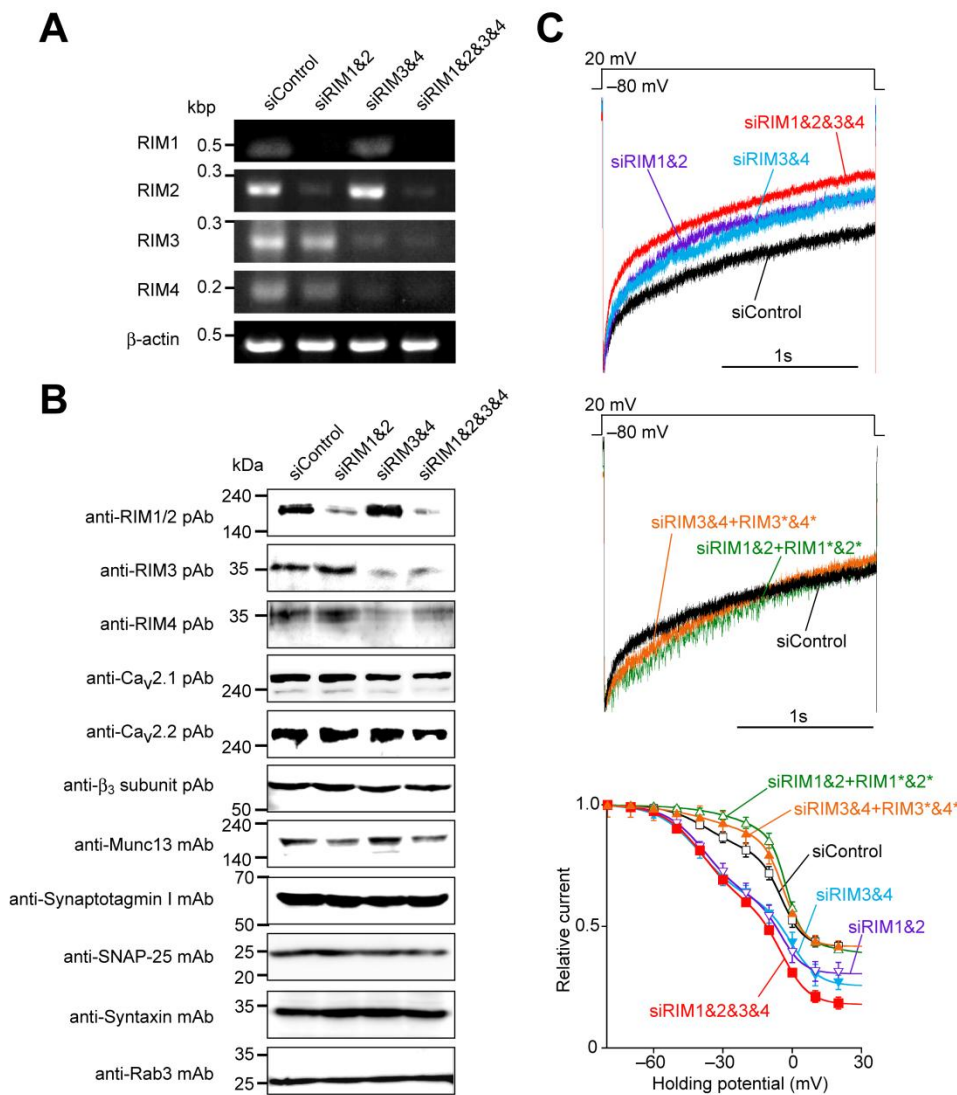 A
siControl
siRIM1&2
siRIM3&4
siRIM1&2&3&4
kbp
RIM1
0.5
0.3
RIM2
0.3
RIM3
RIM4
0.2
β-actin
0.5
B
siControl
siRIM1&2
siRIM3&4
siRIM1&2&3&4
kDa
anti-RIM1/2 pAb
240
140
anti-RIM3 pAb
35
anti-RIM4 pAb
35
anti-CaV2.1 pAb
240
anti-CaV2.2 pAb
240
anti-β3 subunit pAb
50
anti-Munc13 mAb
240
140
anti-Synaptotagmin I mAb
70
50
anti-SNAP-25 mAb
25
20
anti-Syntaxin mAb
35
anti-Rab3 mAb
25
C
20 mV
–80 mV
siRIM1&2&3&4
siRIM1&2
siRIM3&4
siControl
1s
20 mV
–80 mV
siRIM3&4+RIM3*&4*
siRIM1&2+RIM1*&2*
siControl
1s
siRIM1&2+RIM1*&2*
siRIM3&4+RIM3*&4*
siControl
siRIM3&4
siRIM1&2
siRIM1&2&3&4
Relative current
1.0
0.5
0
–60
–30
0
30
Holding potential (mV)